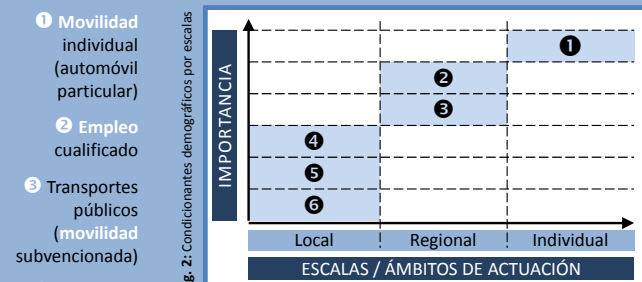 ❶ Movilidad
individual
(automóvil
particular)
❷ Empleo
cualificado
❸ Transportes
públicos
(movilidad
subvencionada)
g. 2: Condicionantes demográficos por escalas
IMPORTANCIA
❶
❷
❸
❹
❺
❻
Local Regional Individual
ESCALAS / ÁMBITOS DE ACTUACIÓN